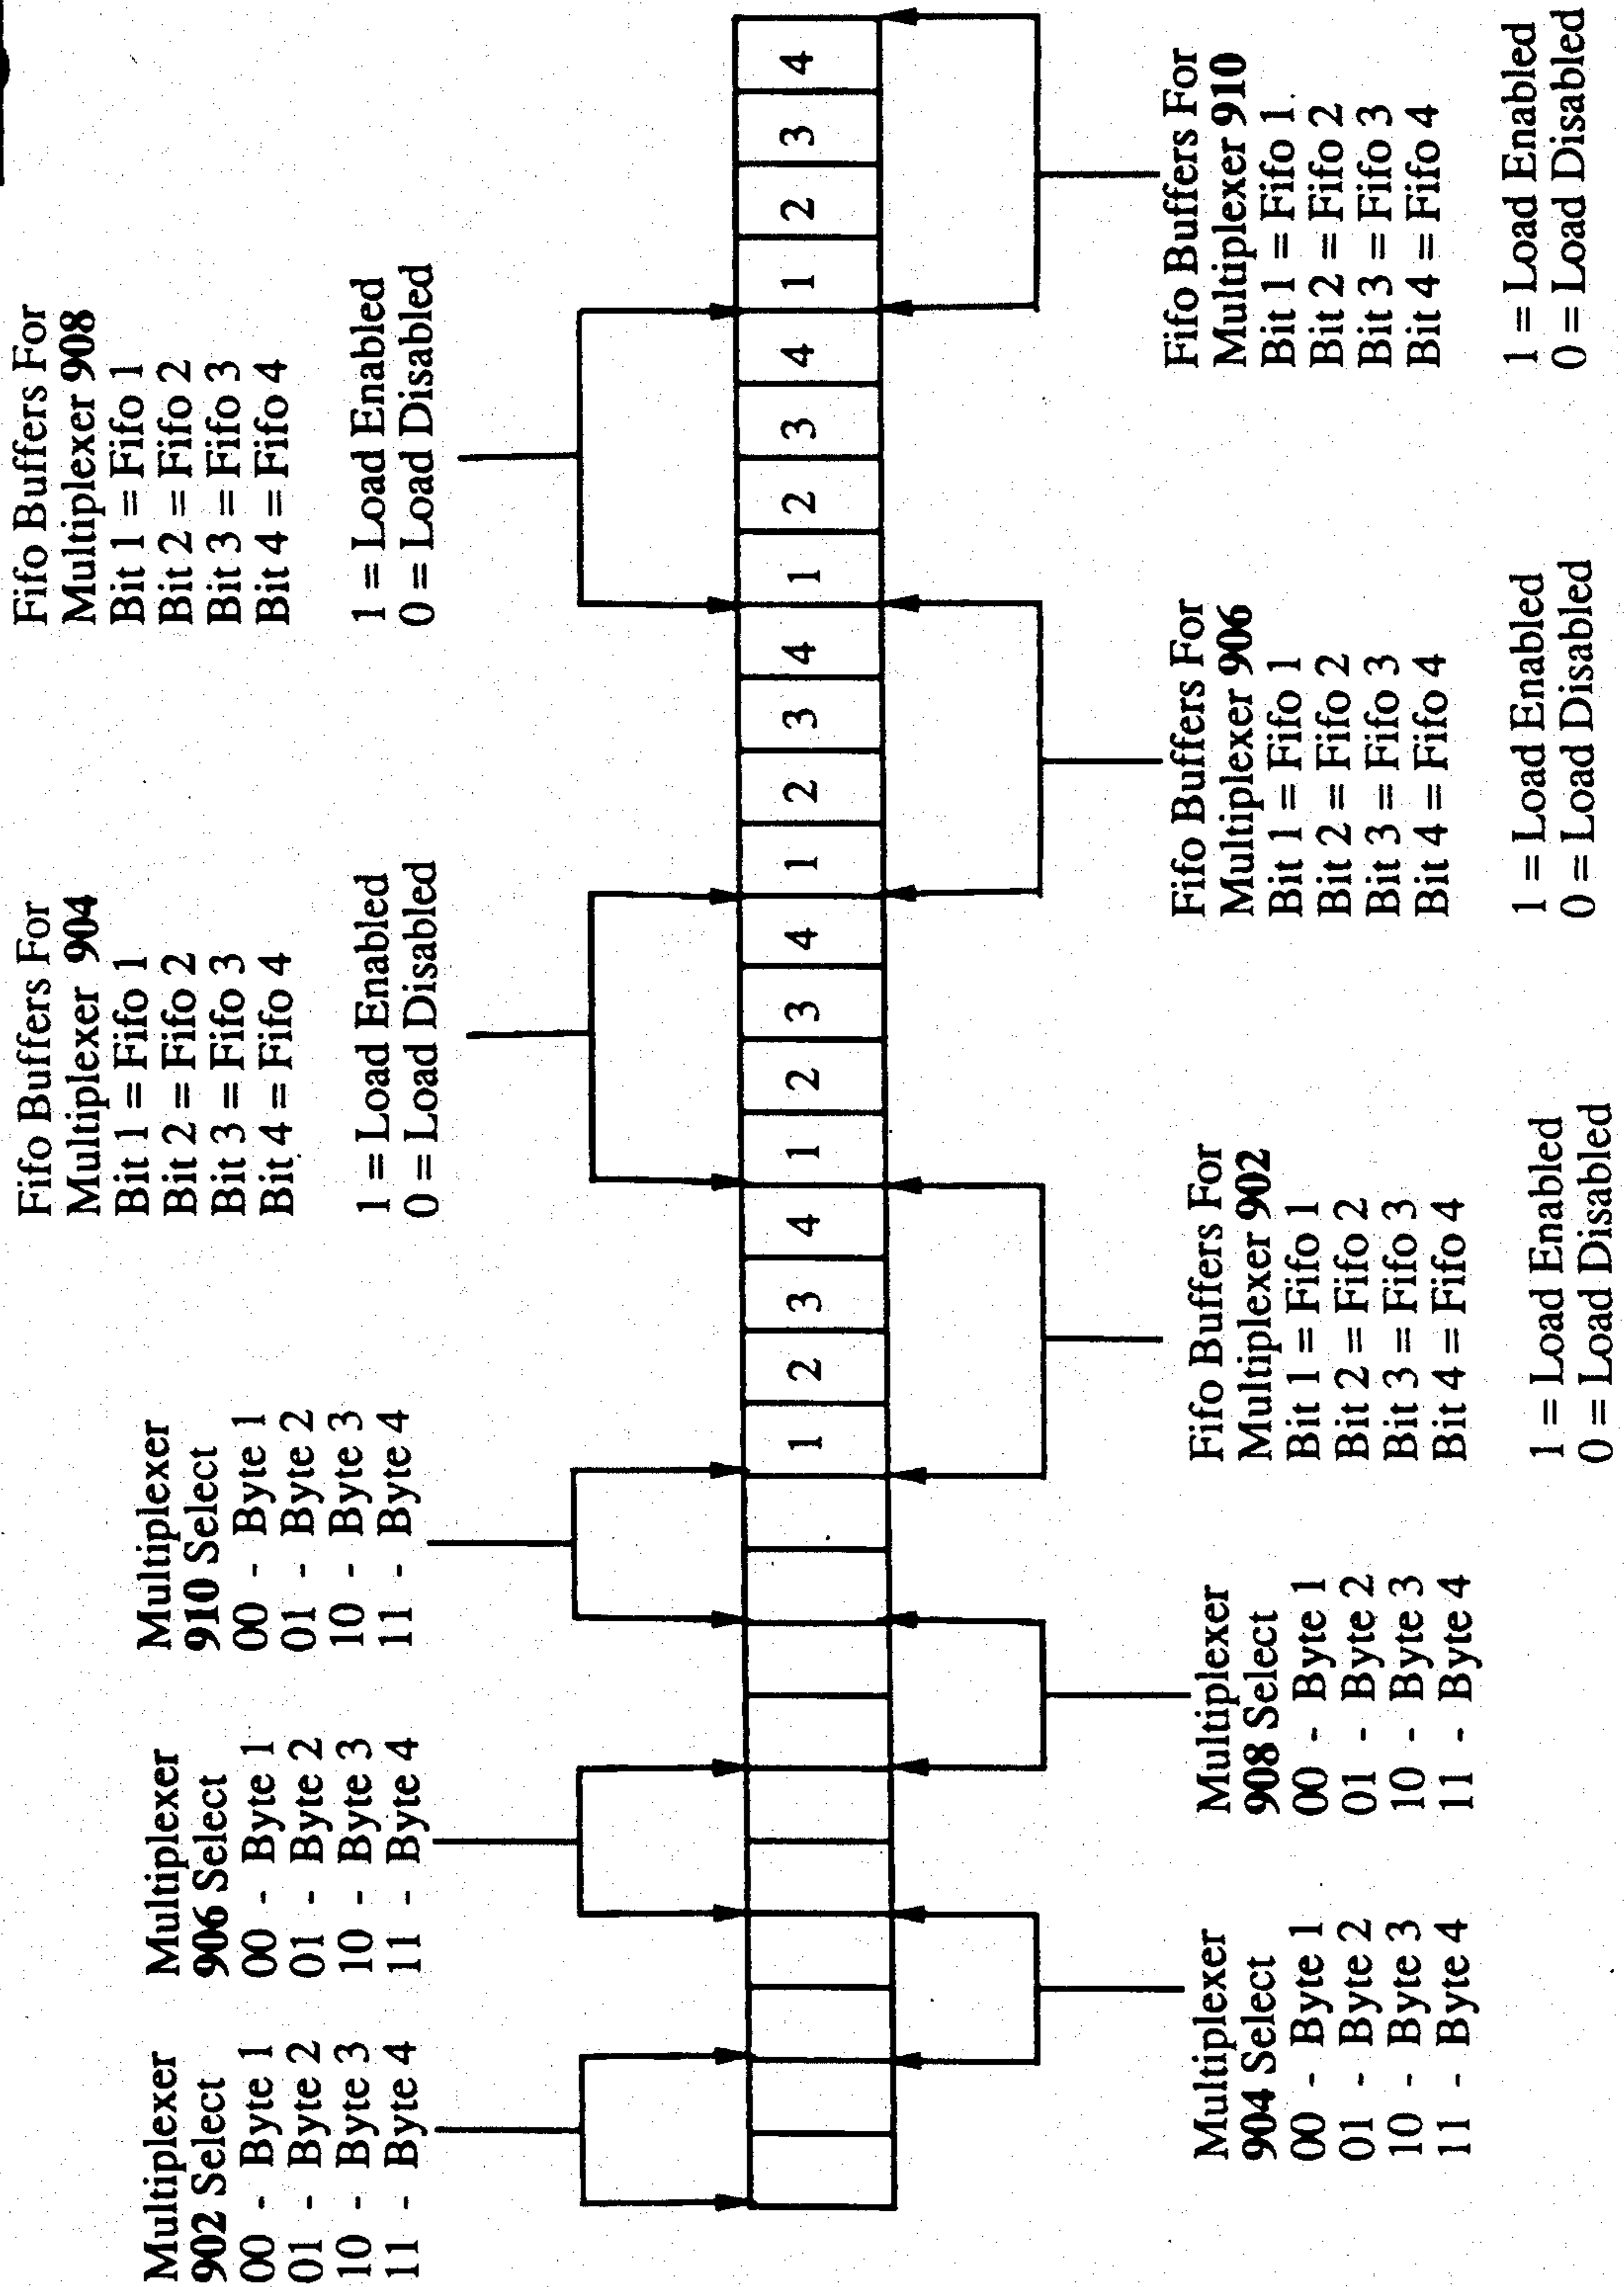 Multiplexer
902 Select
00 - Byte 1
01 - Byte 2
10 - Byte 3
11 - Byte 4
Multiplexer
906 Select
00 - Byte 1
01 - Byte 2
10 - Byte 3
11 - Byte 4
Multiplexer
910 Select
00 - Byte 1
01 - Byte 2
10 - Byte 3
11 - Byte 4
Fifo Buffers For
Multiplexer 904
Bit 1 = Fifo 1
Bit 2 = Fifo 2
Bit 3 = Fifo 3
Bit 4 = Fifo 4
1 = Load Enabled
0 = Load Disabled
Fifo Buffers For
Multiplexer 908
Bit 1 = Fifo 1
Bit 2 = Fifo 2
Bit 3 = Fifo 3
Bit 4 = Fifo 4
1 = Load Enabled
0 = Load Disabled
1 2 3 4 1 2 3 4 1 2 3 4 1 2 3 4 1 2 3 4
Multiplexer
904 Select
00 - Byte 1
01 - Byte 2
10 - Byte 3
11 - Byte 4
Multiplexer
908 Select
00 - Byte 1
01 - Byte 2
10 - Byte 3
11 - Byte 4
Fifo Buffers For
Multiplexer 902
Bit 1 = Fifo 1
Bit 2 = Fifo 2
Bit 3 = Fifo 3
Bit 4 = Fifo 4
1 = Load Enabled
0 = Load Disabled
Fifo Buffers For
Multiplexer 906
Bit 1 = Fifo 1
Bit 2 = Fifo 2
Bit 3 = Fifo 3
Bit 4 = Fifo 4
1 = Load Enabled
0 = Load Disabled
Fifo Buffers For
Multiplexer 910
Bit 1 = Fifo 1
Bit 2 = Fifo 2
Bit 3 = Fifo 3
Bit 4 = Fifo 4
1 = Load Enabled
0 = Load Disabled